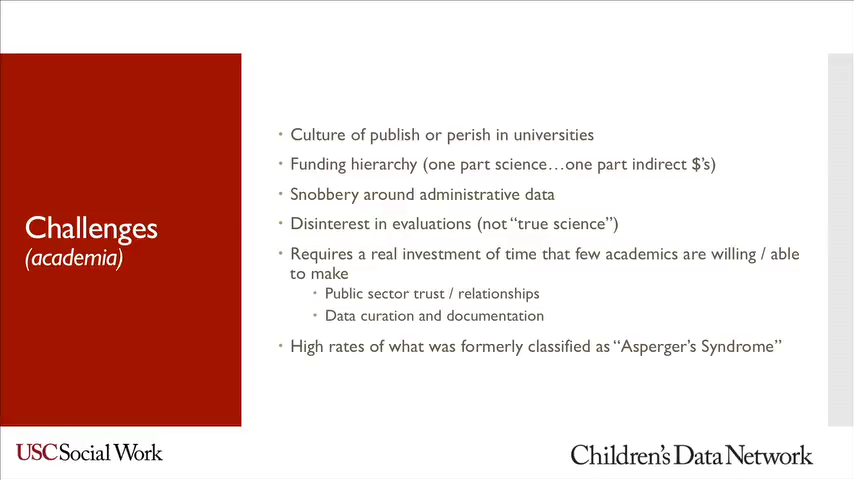 Challenges
(academia)
• Culture of publish or perish in universities
• Funding hierarchy (one part science…one part indirect $’s)
• Snobbery around administrative data
• Disinterest in evaluations (not “true science”)
• Requires a real investment of time that few academics are willing / able
to make
• Public sector trust / relationships
• Data curation and documentation
• High rates of what was formerly classified as “Asperger’s Syndrome”
USC Social Work
Children’s Data Network